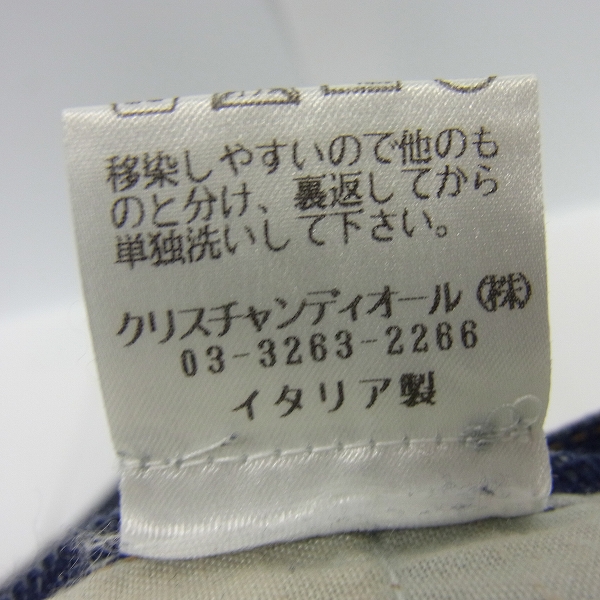 移染しやすいので他のも
のと分け、裏返してから
単独洗いして下さい。
クリスチャンディオール㈱
03-3263-2266
イタリア製